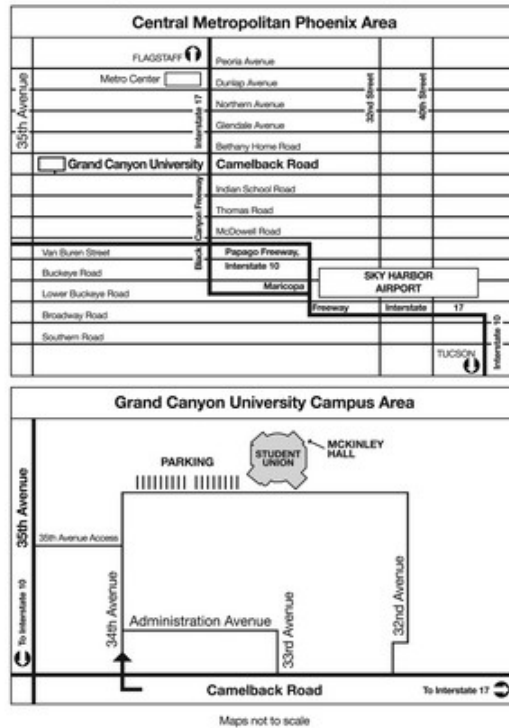 Central Metropolitan Phoenix Area
FLAGSTAFF
Peoria Avenue
Metro Center
Dunlap Avenue
35th Avenue
Interstate 17
Northern Avenue
32nd Street
40th Street
Glendale Avenue
Bethany Home Road
Grand Canyon University
Camelback Road
Indian School Road
Black Canyon Freeway
Thomas Road
McDowell Road
Van Buren Street
Papago Freeway,
Interstate 10
Buckeye Road
SKY HARBOR
AIRPORT
Maricopa
Lower Buckeye Road
Freeway
Interstate
17
Broadway Road
Interstate 10
Southern Road
TUCSON
Grand Canyon University Campus Area
STUDENT
UNION
MCKINLEY
HALL
PARKING
35th Avenue
35th Avenue Access
34th Avenue
Administration Avenue
33rd Avenue
32nd Avenue
To Interstate 10
Camelback Road
To Interstate 17
Maps not to scale